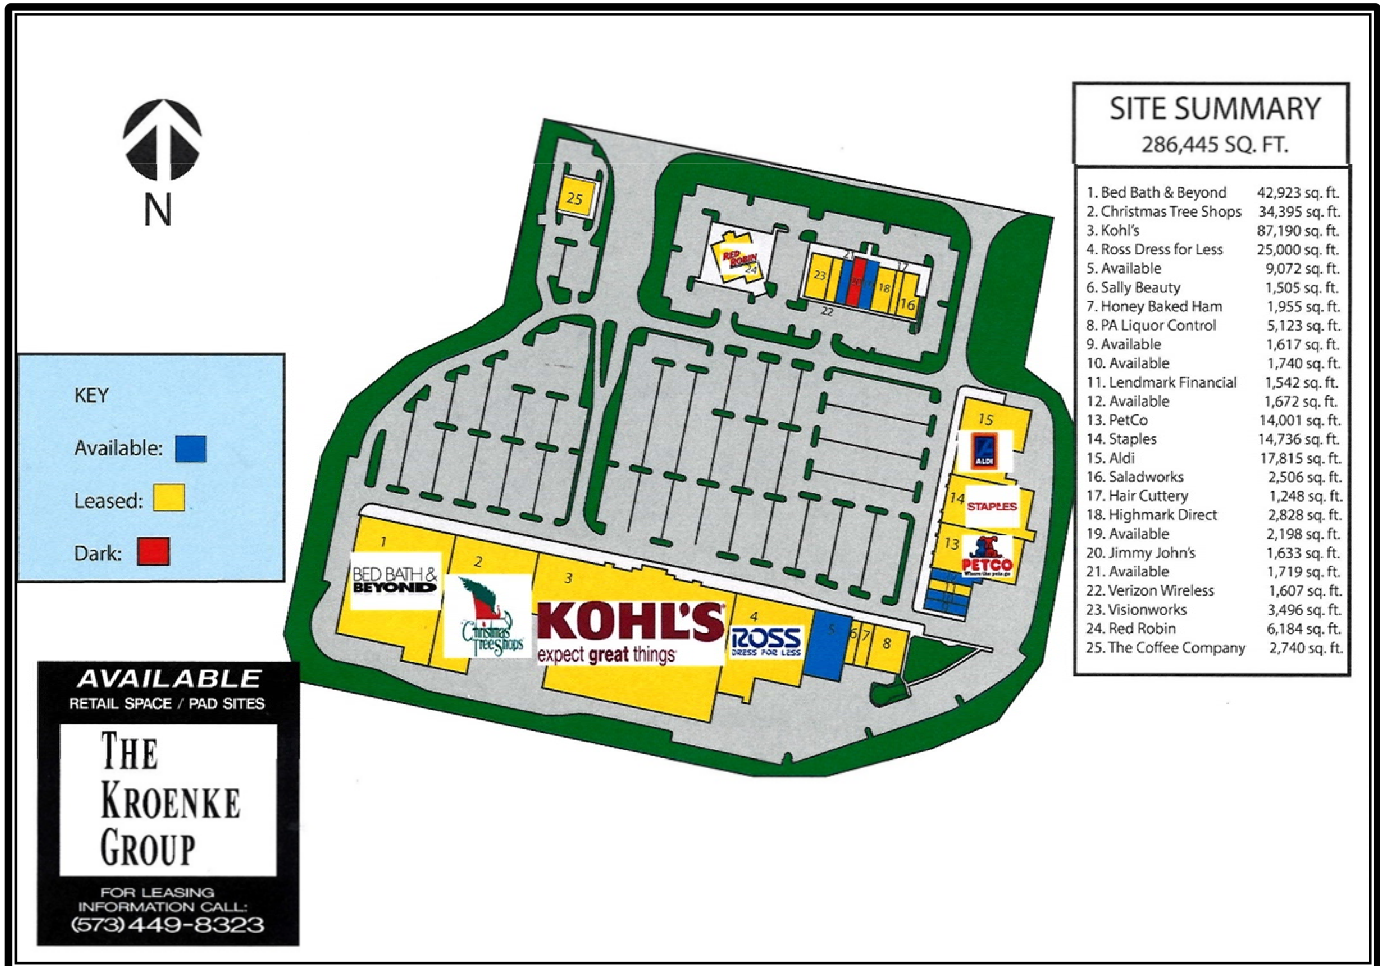 SITE SUMMARY
286,445 SQ. FT.
1. Bed Bath & Beyond 42,923 sq. ft.
2. Christmas Tree Shops 34,395 sq. ft.
3. Kohl's 87,190 sq. ft.
4. Ross Dress for Less 25,000 sq. ft.
5. Available 9,072 sq. ft.
6. Sally Beauty 1,505 sq. ft.
7. Honey Baked Ham 1,955 sq. ft.
8. PA Liquor Control 5,123 sq. ft.
9. Available 1,617 sq. ft.
10. Available 1,740 sq. ft.
11. Lendmark Financial 1,542 sq. ft.
12. Available 1,672 sq. ft.
13. PetCo 14,001 sq. ft.
14. Staples 14,736 sq. ft.
15. Aldi 17,815 sq. ft.
16. Saladworks 2,506 sq. ft.
17. Hair Cuttery 1,248 sq. ft.
18. Highmark Direct 2,828 sq. ft.
19. Available 2,198 sq. ft.
20. Jimmy John's 1,633 sq. ft.
21. Available 1,719 sq. ft.
22. Verizon Wireless 1,607 sq. ft.
23. Visionworks 3,496 sq. ft.
24. Red Robin 6,184 sq. ft.
25. The Coffee Company 2,740 sq. ft.
N
25
RED
ROBIN
24
23
21
22
17
18
16
KEY
Available:
Leased:
Dark:
15
ALDI
14
STAPLES
13
PETCO
1
BED BATH &
BEYOND
2
Christmas
Tree Shops
3
KOHL'S
expect great things
4
ROSS
DRESS FOR LESS
5
6
7
8
AVAILABLE
RETAIL SPACE / PAD SITES
THE
KROENKE
GROUP
FOR LEASING
INFORMATION CALL:
(573) 449-8323